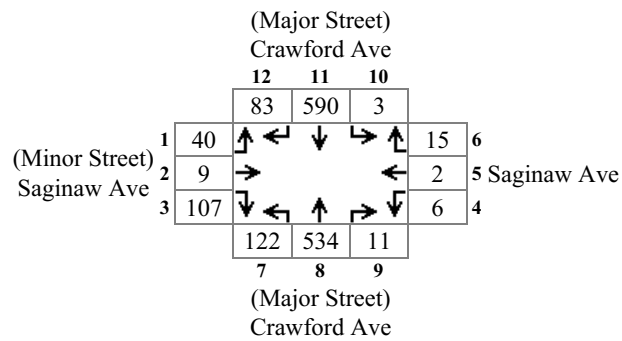 (Major Street)
Crawford Ave
12 11 10
83 590 3
1 40 15 6
(Minor Street)
Saginaw Ave
2 9 2 5 Saginaw Ave
3 107 6 4
122 534 11
7 8 9
(Major Street)
Crawford Ave